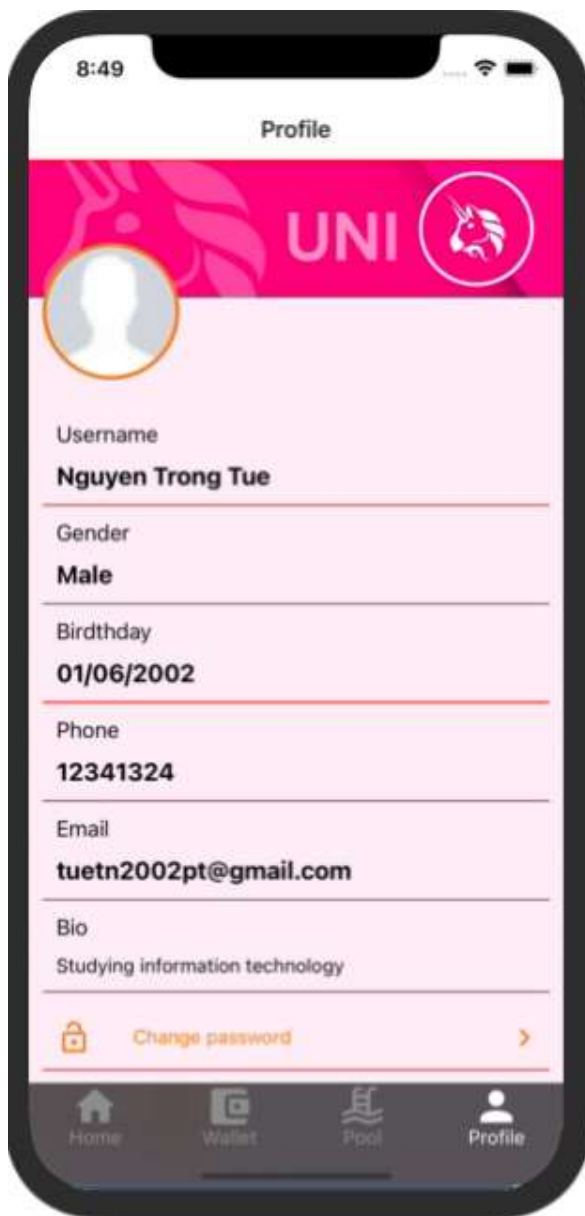 8:49
Profile
UNI
Username
Nguyen Trong Tue
Gender
Male
Birdthday
01/06/2002
Phone
12341324
Email
tuetn2002pt@gmail.com
Bio
Studying information technology
Change password
Home Wallet Pool Profile